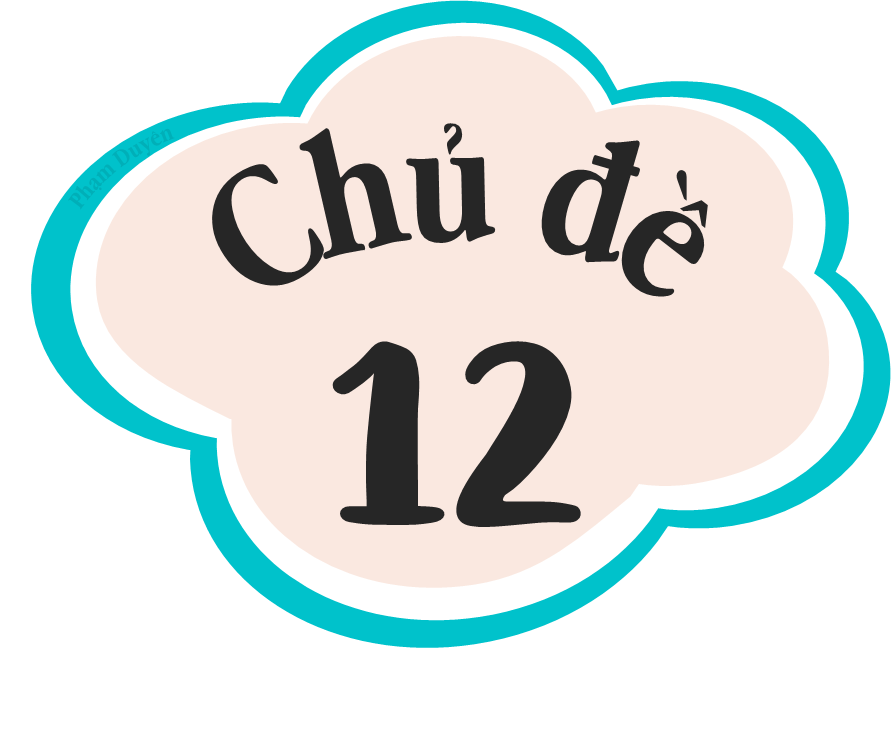 Phạm Duyên
Chủ đề
12